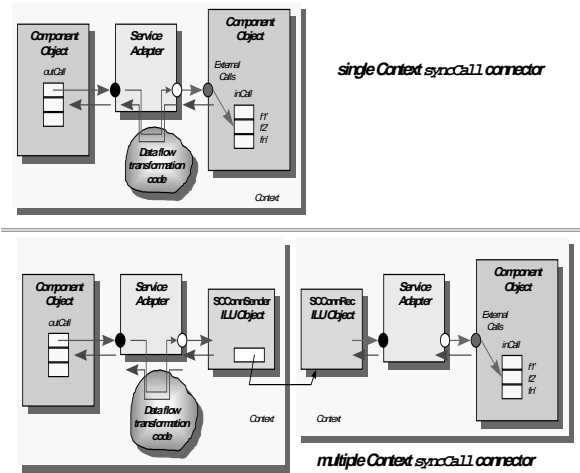 Component
Object
outCall
Service
Adapter
Component
Object
External
Calls
inCall
f1'
f2'
fn'
Data flow
transformation
code
Context
single Context syncCall connector
Component
Object
outCall
Service
Adapter
SCConnSender
ILU Object
Data flow
transformation
code
Context
SCConnRec
ILU Object
Service
Adapter
Component
Object
External
Calls
inCall
f1'
f2'
fn'
Context
multiple Context syncCall connector